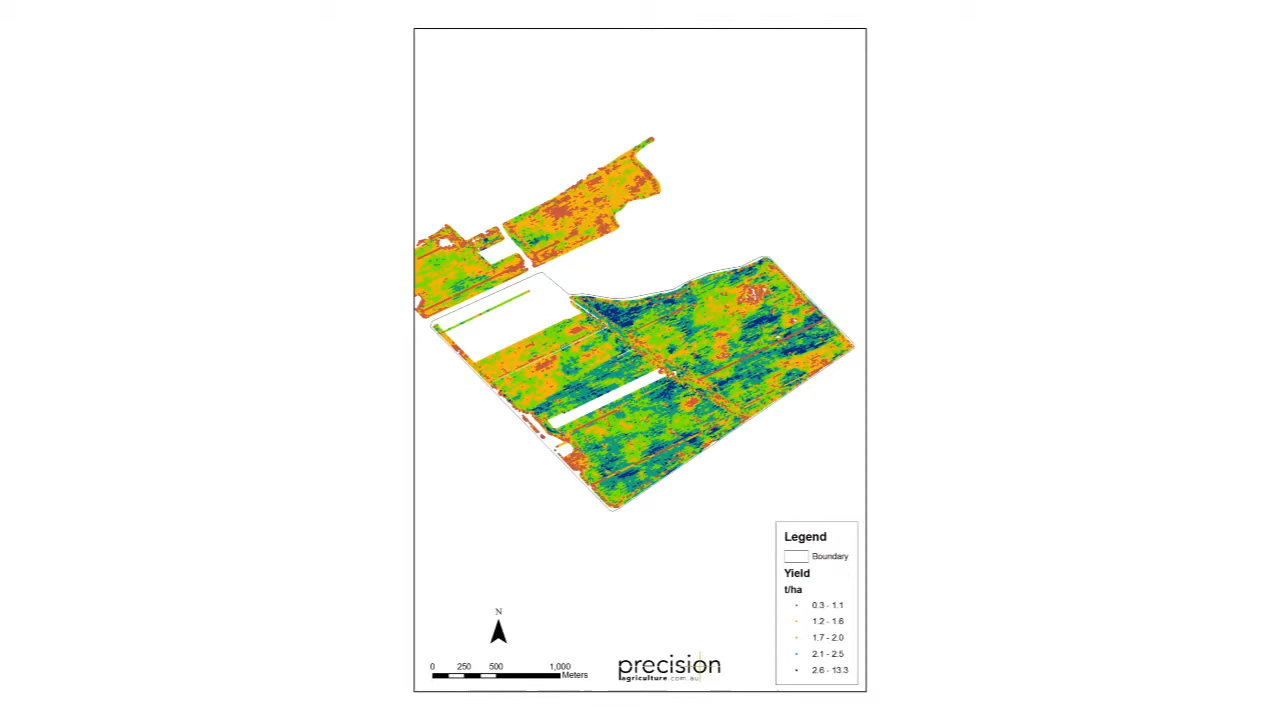 Legend
Boundary
Yield
t/ha
0.3 - 1.1
1.2 - 1.6
1.7 - 2.0
2.1 - 2.5
2.6 - 13.3
N
0 250 500 1,000
Meters
precision
agriculture.com.au